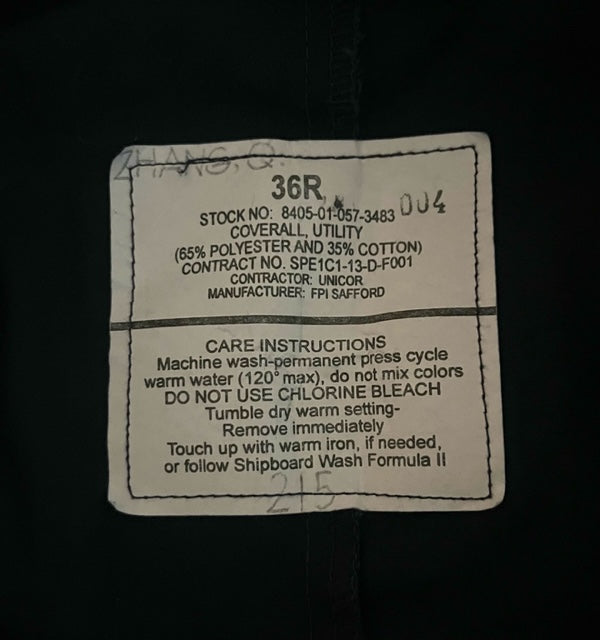 ZHANG, Q.
36R
STOCK NO: 8405-01-057-3483 004
COVERALL, UTILITY
(65% POLYESTER AND 35% COTTON)
CONTRACT NO. SPE1C1-13-D-F001
CONTRACTOR: UNICOR
MANUFACTURER: FPI SAFFORD
CARE INSTRUCTIONS
Machine wash-permanent press cycle
warm water (120° max), do not mix colors
DO NOT USE CHLORINE BLEACH
Tumble dry warm setting-
Remove immediately
Touch up with warm iron, if needed,
or follow Shipboard Wash Formula II
215